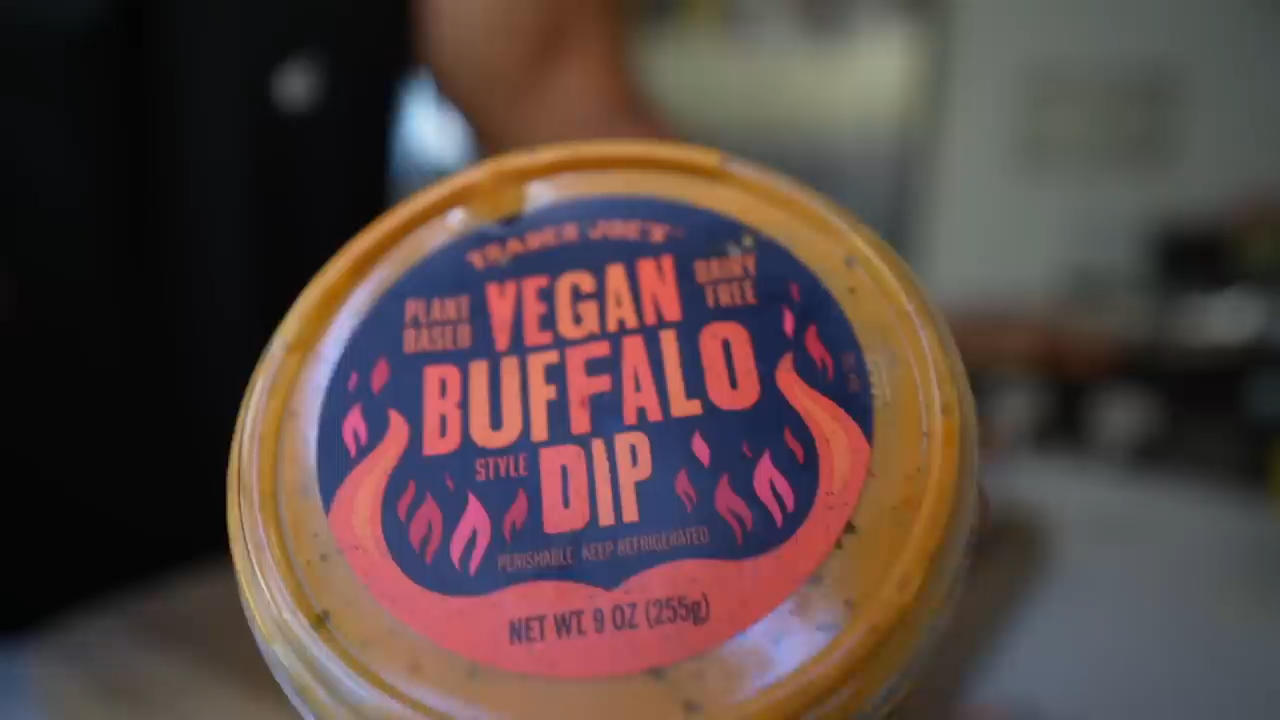 TRADER JOE'S
PLANT BASED
VEGAN
DAIRY FREE
BUFFALO
STYLE DIP
PERISHABLE KEEP REFRIGERATED
NET WT. 9 OZ (255g)